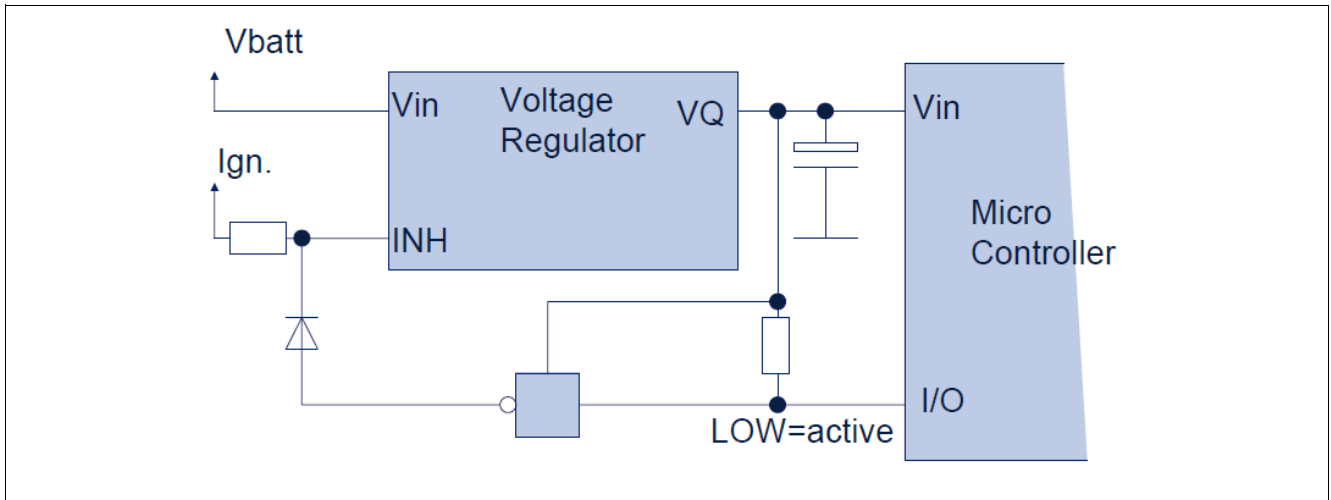 Vbatt
Vin
Voltage
Regulator
VQ
Vin
Ign.
INH
Micro
Controller
I/O
LOW=active